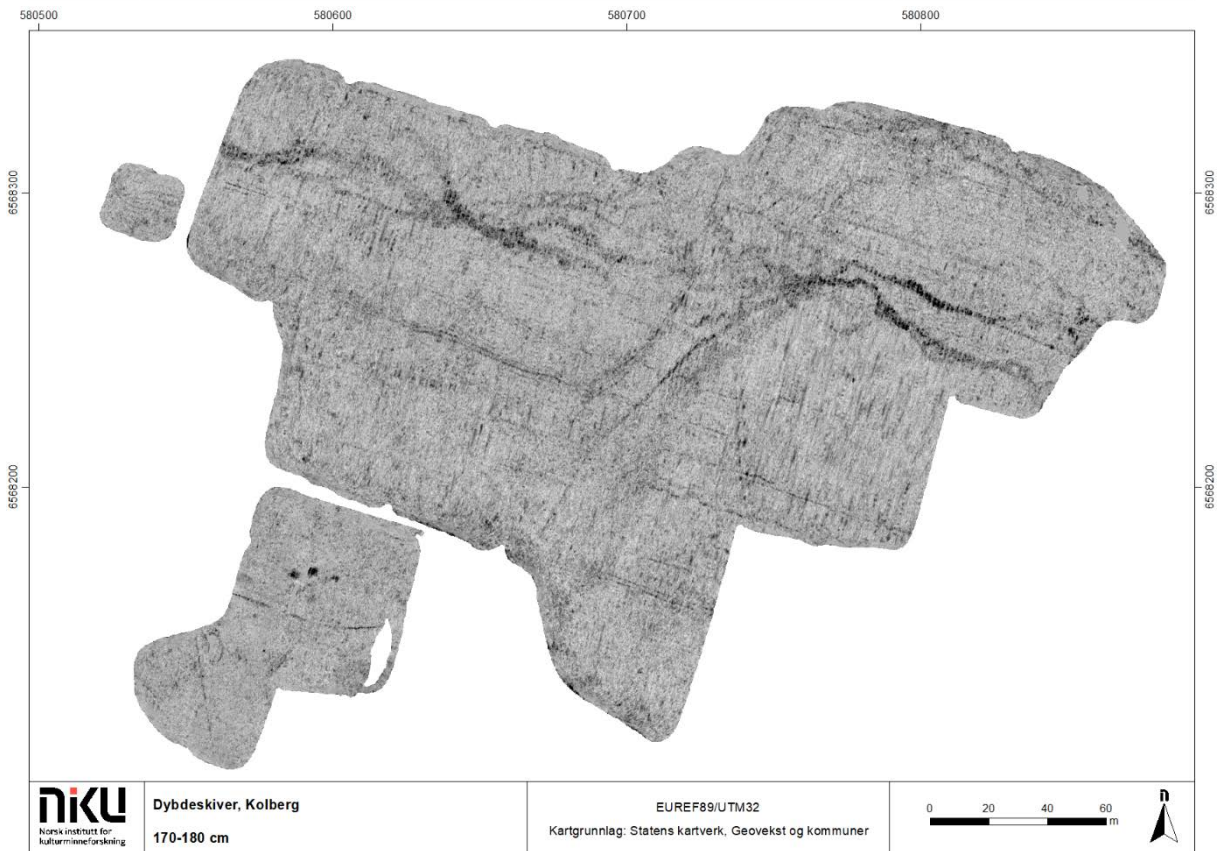 580500 580600 580700 580800
6568300 6568300
6568200 6568200
NIKU
Norsk institutt for
kulturminneforskning
Dybdeskiver, Kolberg
170-180 cm
EUREF89/UTM32
Kartgrunnlag: Statens kartverk, Geovekst og kommuner
0 20 40 60
m
n